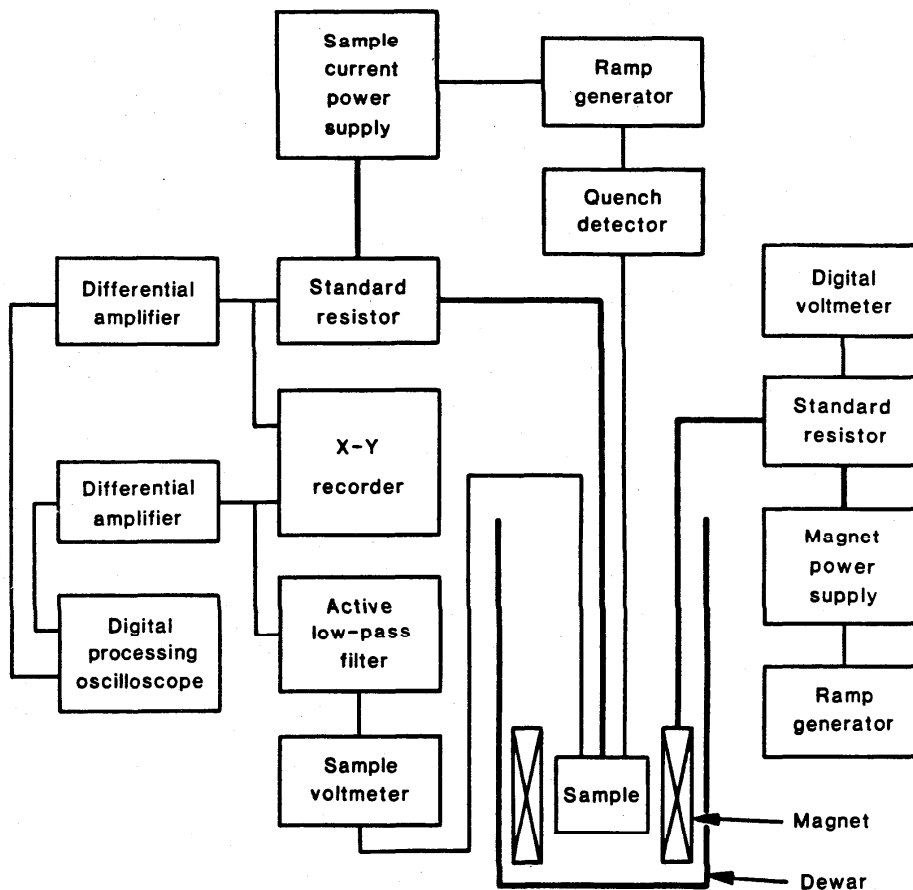 Sample
current
power
supply
Ramp
generator
Quench
detector
Differential
amplifier
Standard
resistor
Digital
voltmeter
X-Y
recorder
Standard
resistor
Differential
amplifier
Magnet
power
supply
Active
low-pass
filter
Digital
processing
oscilloscope
Ramp
generator
Sample
voltmeter
Sample
Magnet
Dewar